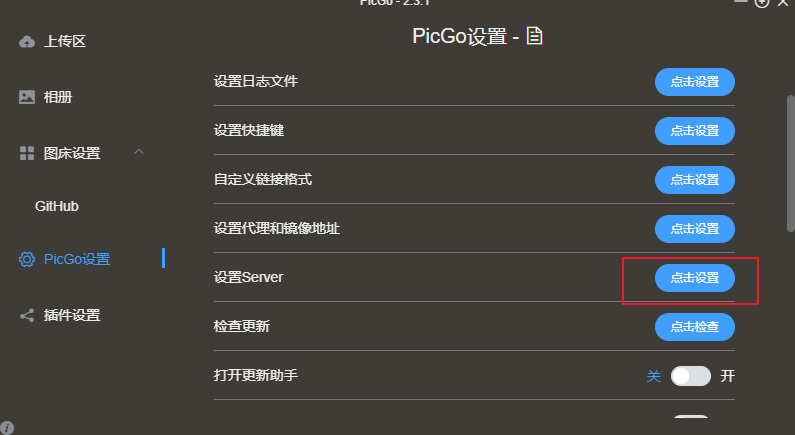 PicGo - 2.3.1
上传区
相册
图床设置
GitHub
PicGo设置
插件设置
PicGo设置 -
设置日志文件 点击设置
设置快捷键 点击设置
自定义链接格式 点击设置
设置代理和镜像地址 点击设置
设置Server 点击设置
检查更新 点击检查
打开更新助手 关 开